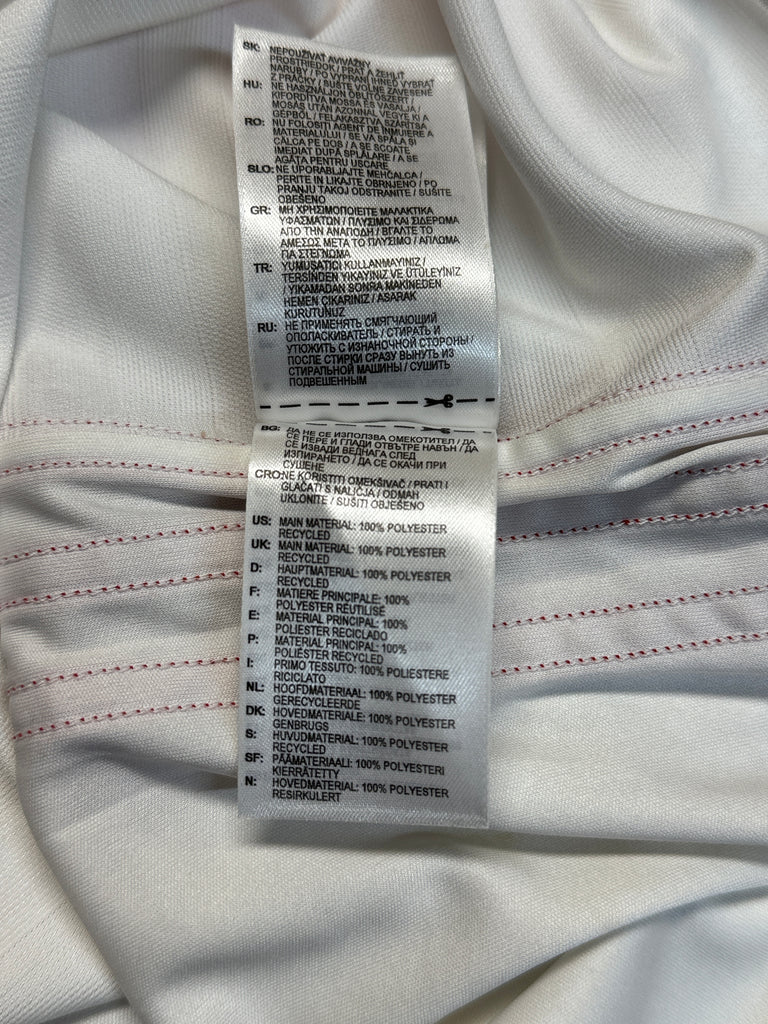 SK: NEPOUŽÍVAŤ AVIVÁŽNY
PROSTRIEDOK / PRAŤ A ŽEHLIŤ
NARUBY / PO VYPRANÍ IHNEĎ VYBRAŤ
Z PRÁČKY / SUŠTE VOĽNE ZAVESENÉ
HU: NE HASZNÁLJON ÖBLÍTŐSZERT /
KIFORDÍTVA MOSSA ÉS VASALJA /
MOSÁS UTÁN AZONNAL VEGYE KI A
GÉPBŐL / FELAKASZTVA SZÁRÍTSA
RO: NU FOLOSIȚI AGENT DE INMUIERE A
MATERIALULUI / SE VA SPĂLA ȘI
CĂLCA PE DOS / A SE SCOATE
IMEDIAT DUPĂ SPLĂLARE / A SE
AGĂȚA PENTRU USCARE
SLO: NE UPORABLJAJTE MEHČALCA /
PERITE IN LIKAJTE OBRNJENO / PO
PRANJU TAKOJ ODSTRANITE / SUŠITE
OBEŠENO
GR: ΜΗ ΧΡΗΣΙΜΟΠΟΙΕΙΤΕ ΜΑΛΑΚΤΙΚΑ
ΥΦΑΣΜΑΤΩΝ / ΠΛΥΣΙΜΟ ΚΑΙ ΣΙΔΕΡΩΜΑ
ΑΠΟ ΤΗΝ ΑΝΑΠΟΔΗ / ΒΓΑΛΤΕ ΤΟ
ΑΜΕΣΩΣ ΜΕΤΑ ΤΟ ΠΛΥΣΙΜΟ / ΑΠΛΩΜΑ
ΓΙΑ ΣΤΕΓΝΩΜΑ
TR: YUMUŞATICI KULLANMAYINIZ /
TERSİNDEN YIKAYINIZ VE ÜTÜLEYİNİZ
/ YIKAMADAN SONRA MAKİNEDEN
HEMEN ÇIKARINIZ / ASARAK
KURUTUNUZ
RU: НЕ ПРИМЕНЯТЬ СМЯГЧАЮЩИЙ
ОПОЛАСКИВАТЕЛЬ / СТИРАТЬ И
УТЮЖИТЬ С ИЗНАНОЧНОЙ СТОРОНЫ /
ПОСЛЕ СТИРКИ СРАЗУ ВЫНУТЬ ИЗ
СТИРАЛЬНОЙ МАШИНЫ / СУШИТЬ
ПОДВЕШЕННЫМ
BG: ДА НЕ СЕ ИЗПОЛЗВА ОМЕКОТИТЕЛ / ДА
СЕ ПЕРЕ И ГЛАДИ ОТВЪТРЕ НАВЪН / ДА
СЕ ИЗВАДИ ВЕДНАГА СЛЕД
ИЗПИРАНЕТО / ДА СЕ ОКАЧИ ПРИ
СУШЕНЕ
CRO: NE KORISTITI OMEKŠIVAČ / PRATI I
GLAČATI S NALIČJA / ODMAH
UKLONITE / SUŠITI OBJEŠENO
US: MAIN MATERIAL: 100% POLYESTER
RECYCLED
UK: MAIN MATERIAL: 100% POLYESTER
RECYCLED
D: HAUPTMATERIAL: 100% POLYESTER
RECYCLED
F: MATIERE PRINCIPALE: 100%
POLYESTER RÉUTILISÉ
E: MATERIAL PRINCIPAL: 100%
POLIESTER RECICLADO
P: MATERIAL PRINCIPAL: 100%
POLIÉSTER RECYCLED
I: PRIMO TESSUTO: 100% POLIESTERE
RICICLATO
NL: HOOFDMATERIAAL: 100% POLYESTER
GERECYCLEERDE
DK: HOVEDMATERIALE: 100% POLYESTER
GENBRUGS
S: HUVUDMATERIAL: 100% POLYESTER
RECYCLED
SF: PÄÄMATERIAALI: 100% POLYESTERI
KIERRÄTETTY
N: HOVEDMATERIAL: 100% POLYESTER
RESIRKULERT